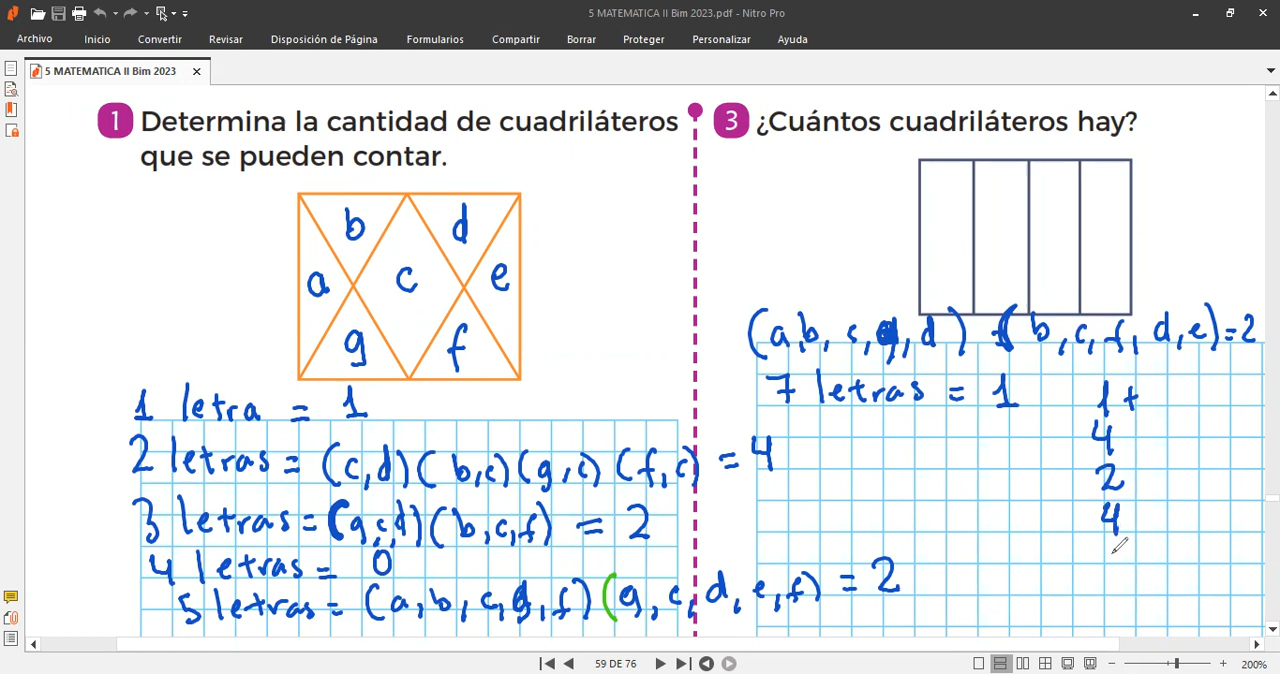 5 MATEMATICA II Bim 2023.pdf - Nitro Pro
Archivo Inicio Convertir Revisar Disposición de Página Formularios Compartir Borrar Proteger Personalizar Ayuda
5 MATEMATICA II Bim 2023
1 Determina la cantidad de cuadriláteros
que se pueden contar.
b d
a c e
g f
1 letra = 1
2 letras = (c,d)(b,c)(g,c)(f,c) = 4
3 letras = (g,c,d)(b,c,f) = 2
4 letras = 0
5 letras = (a,b,c,g,f)(g,c,d,e,f) = 2
3 ¿Cuántos cuadriláteros hay?
(a,b,c,g,d) (b,c,f,d,e)=2
7 letras = 1
1 +
4
2
4
59 DE 76
200%